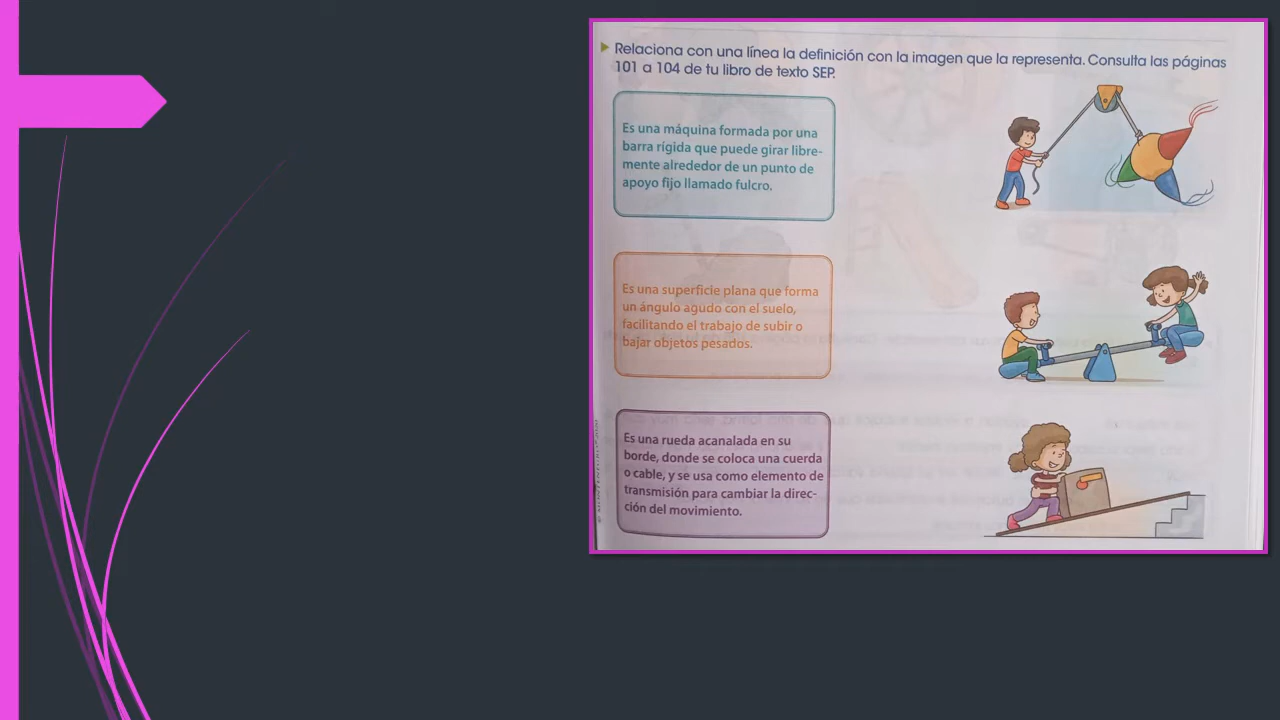 Relaciona con una línea la definición con la imagen que la representa. Consulta las páginas
101 a 104 de tu libro de texto SEP.
Es una máquina formada por una
barra rígida que puede girar libre-
mente alrededor de un punto de
apoyo fijo llamado fulcro.
Es una superficie plana que forma
un ángulo agudo con el suelo,
facilitando el trabajo de subir o
bajar objetos pesados.
Es una rueda acanalada en su
borde, donde se coloca una cuerda
o cable, y se usa como elemento de
transmisión para cambiar la direc-
ción del movimiento.